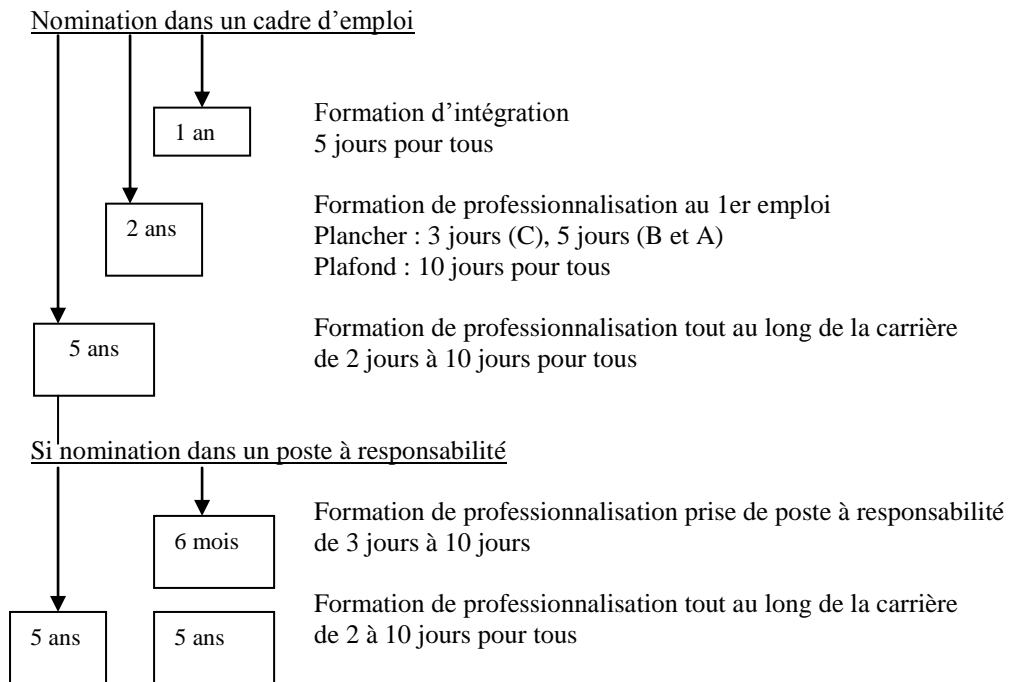 Nomination dans un cadre d’emploi
1 an
Formation d’intégration
5 jours pour tous
2 ans
Formation de professionnalisation au 1er emploi
Plancher : 3 jours (C), 5 jours (B et A)
Plafond : 10 jours pour tous
5 ans
Formation de professionnalisation tout au long de la carrière
de 2 jours à 10 jours pour tous
Si nomination dans un poste à responsabilité
6 mois
Formation de professionnalisation prise de poste à responsabilité
de 3 jours à 10 jours
5 ans
5 ans
Formation de professionnalisation tout au long de la carrière
de 2 à 10 jours pour tous